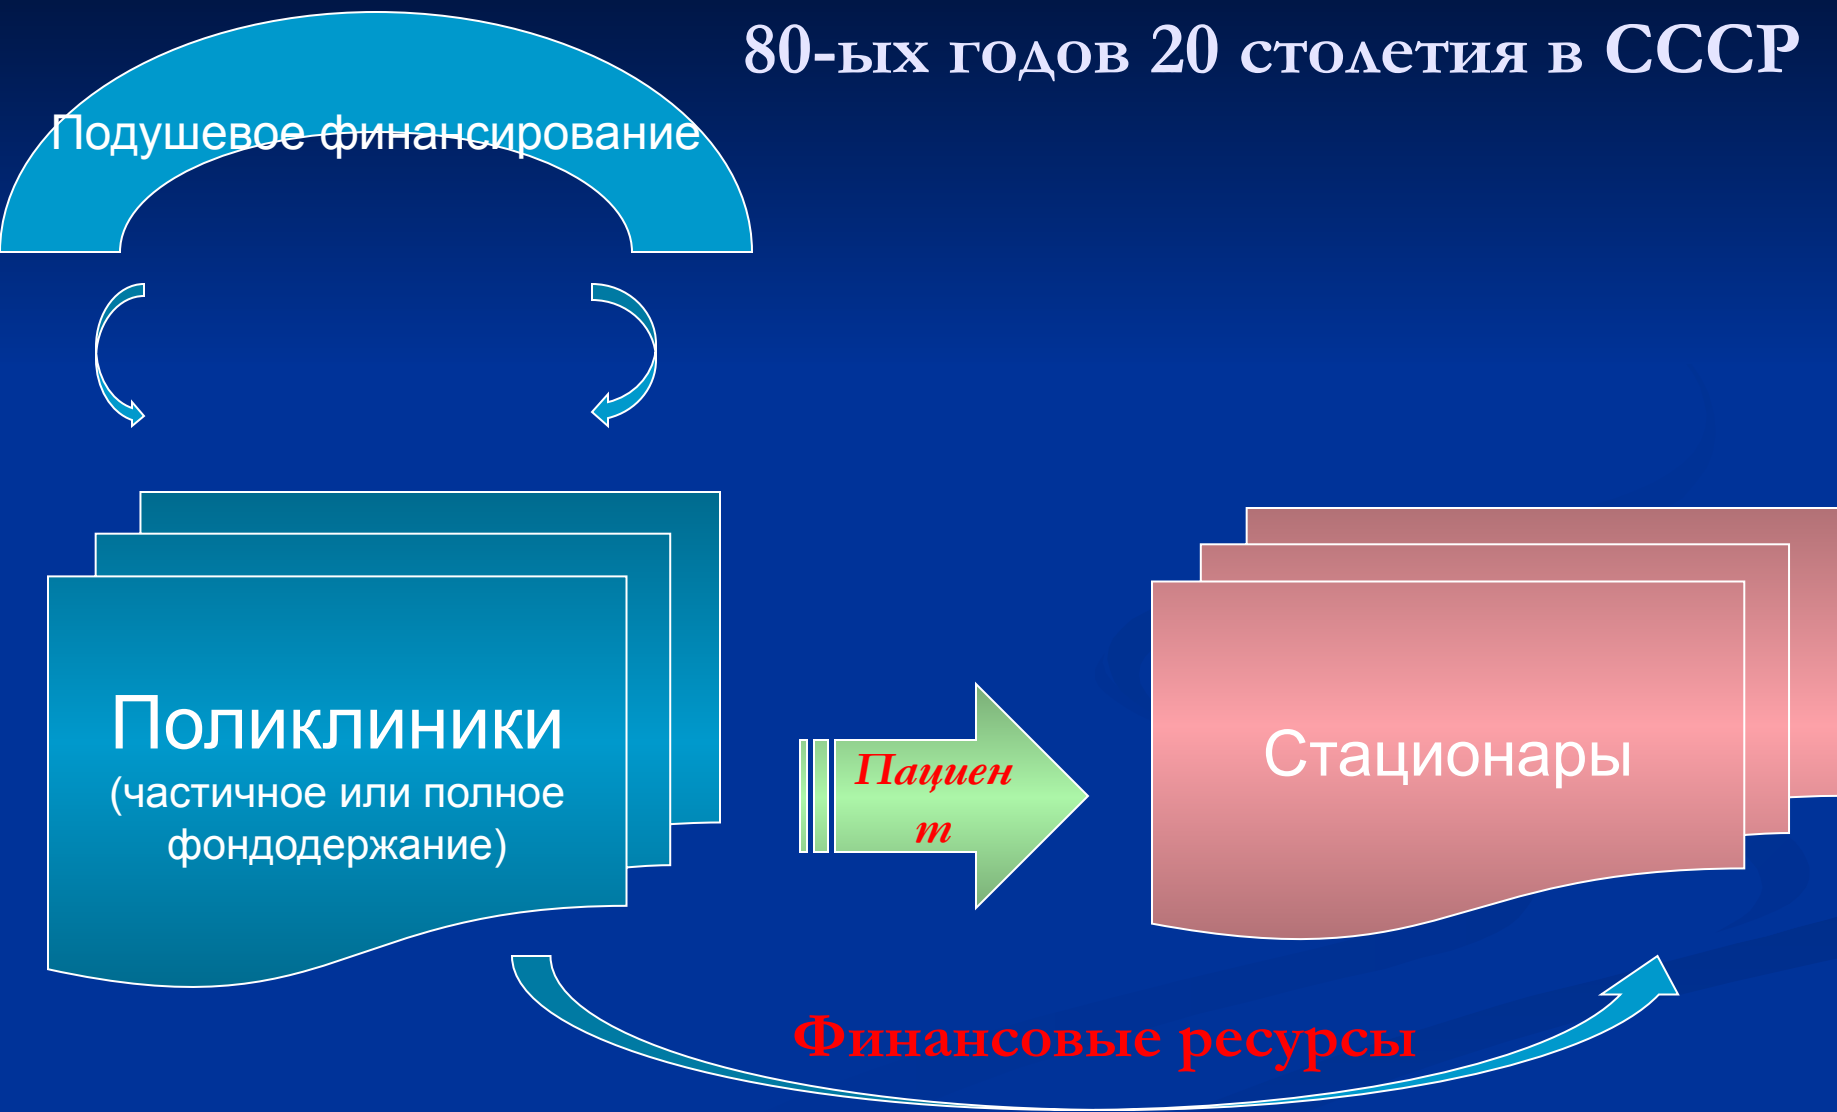 80-ых годов 20 столетия в СССР
Подушевое финансирование
Поликлиники
(частичное или полное
фондодержание)
Пациен
т
Стационары
Финансовые ресурсы